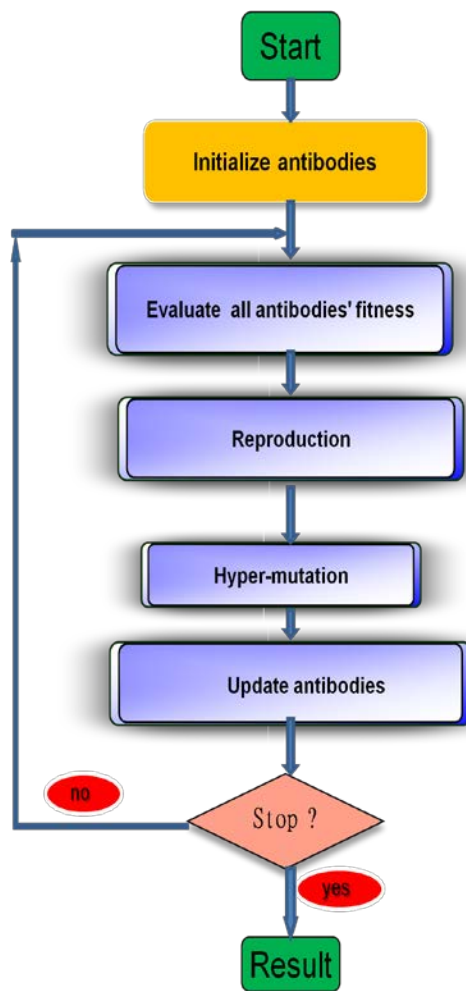 Start
Initialize antibodies
Evaluate all antibodies' fitness
Reproduction
Hyper-mutation
Update antibodies
no
Stop ?
yes
Result